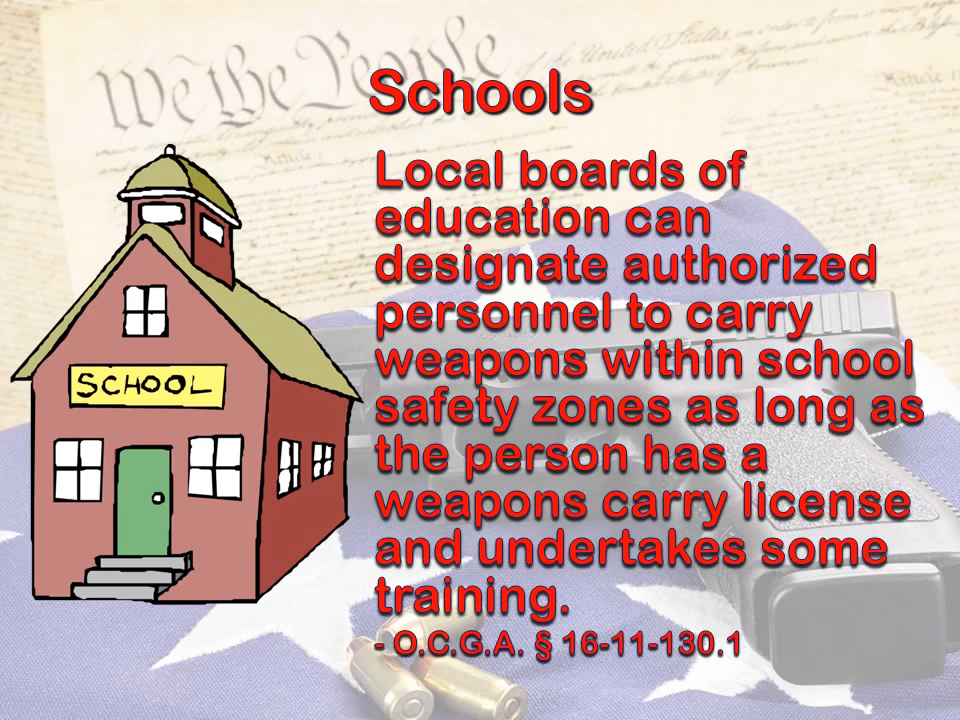 We the People
Schools
Local boards of
education can
designate authorized
personnel to carry
weapons within school
safety zones as long as
the person has a
weapons carry license
and undertakes some
training.
- O.C.G.A. § 16-11-130.1
SCHOOL